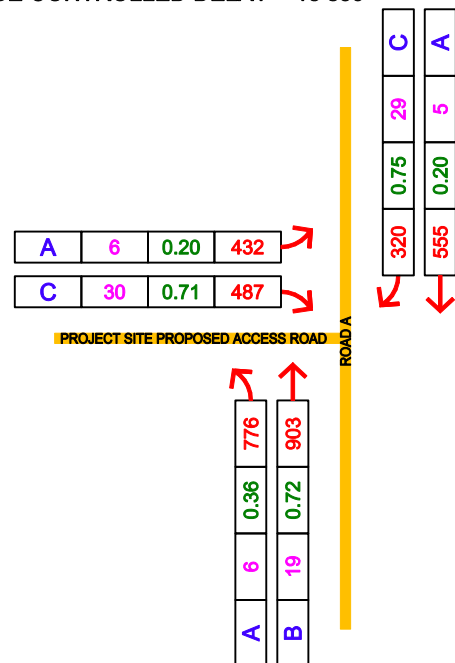 CONTROLLED
C 29 0.75 320
A 5 0.20 555
A 6 0.20 432
C 30 0.71 487
PROJECT SITE PROPOSED ACCESS ROAD
ROAD A
A 6 0.36 776
B 19 0.72 903